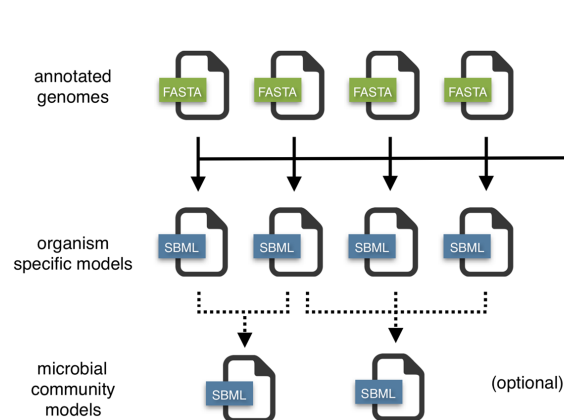 annotated
genomes
FASTA FASTA FASTA FASTA
organism
specific models
SBML SBML SBML SBML
microbial
community
models
SBML SBML
(optional)